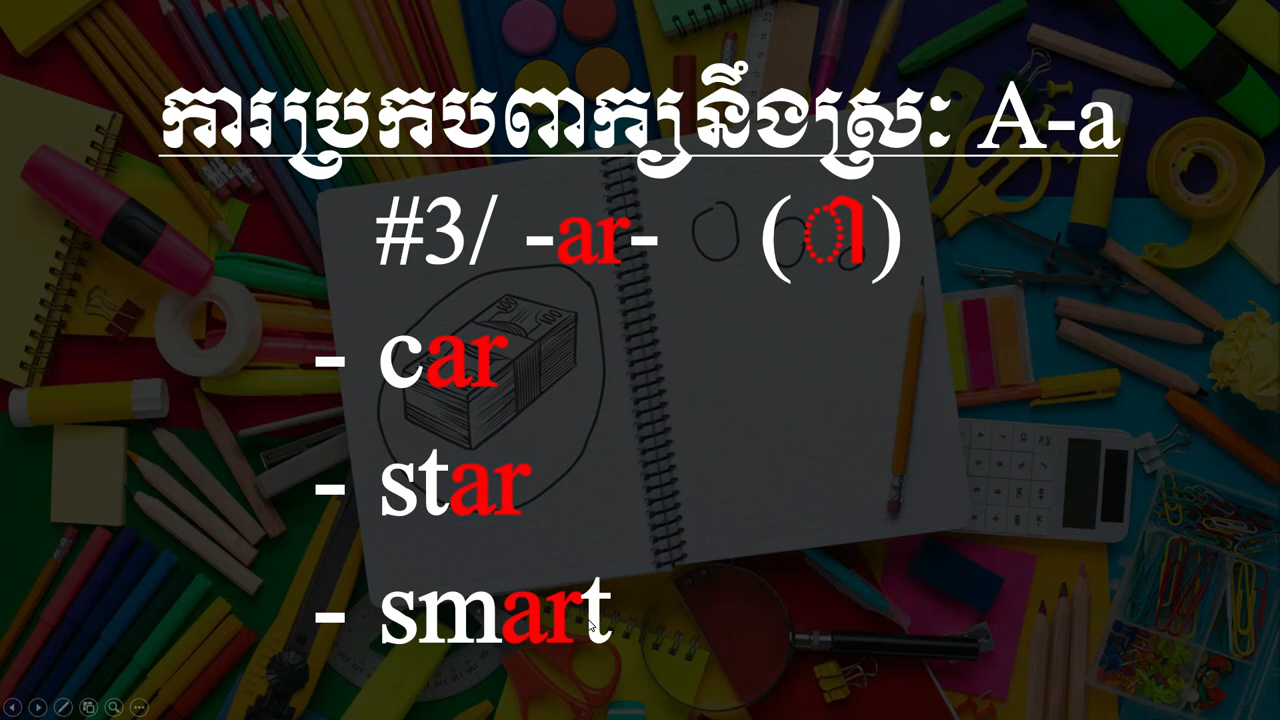 ការប្រកបពាក្យនឹងស្រៈ A-a
#3/ -ar- (ា)
- car
- star
- smart